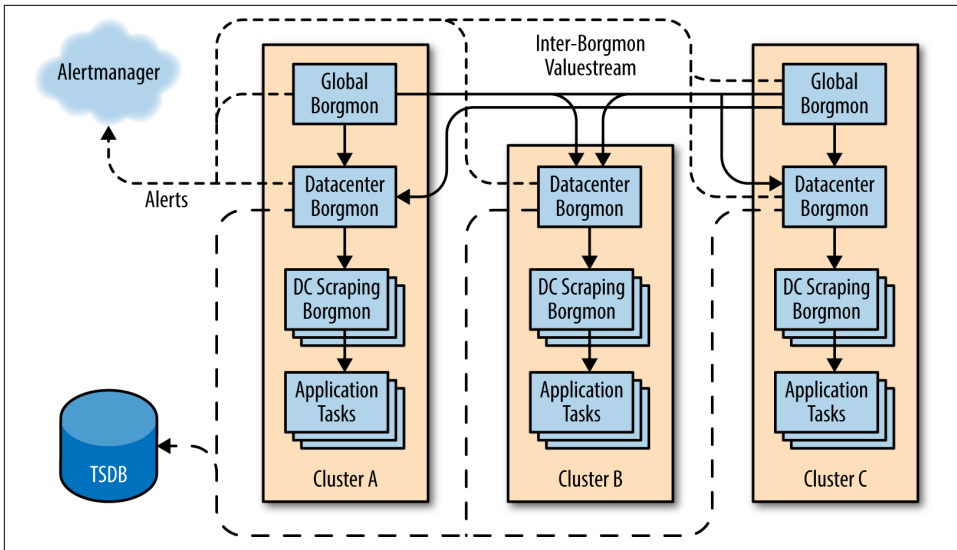 Alertmanager
Alerts
TSDB
Inter-Borgmon
Valuestream
Global
Borgmon
Datacenter
Borgmon
DC Scraping
Borgmon
Application
Tasks
Cluster A
Datacenter
Borgmon
DC Scraping
Borgmon
Application
Tasks
Cluster B
Global
Borgmon
Datacenter
Borgmon
DC Scraping
Borgmon
Application
Tasks
Cluster C